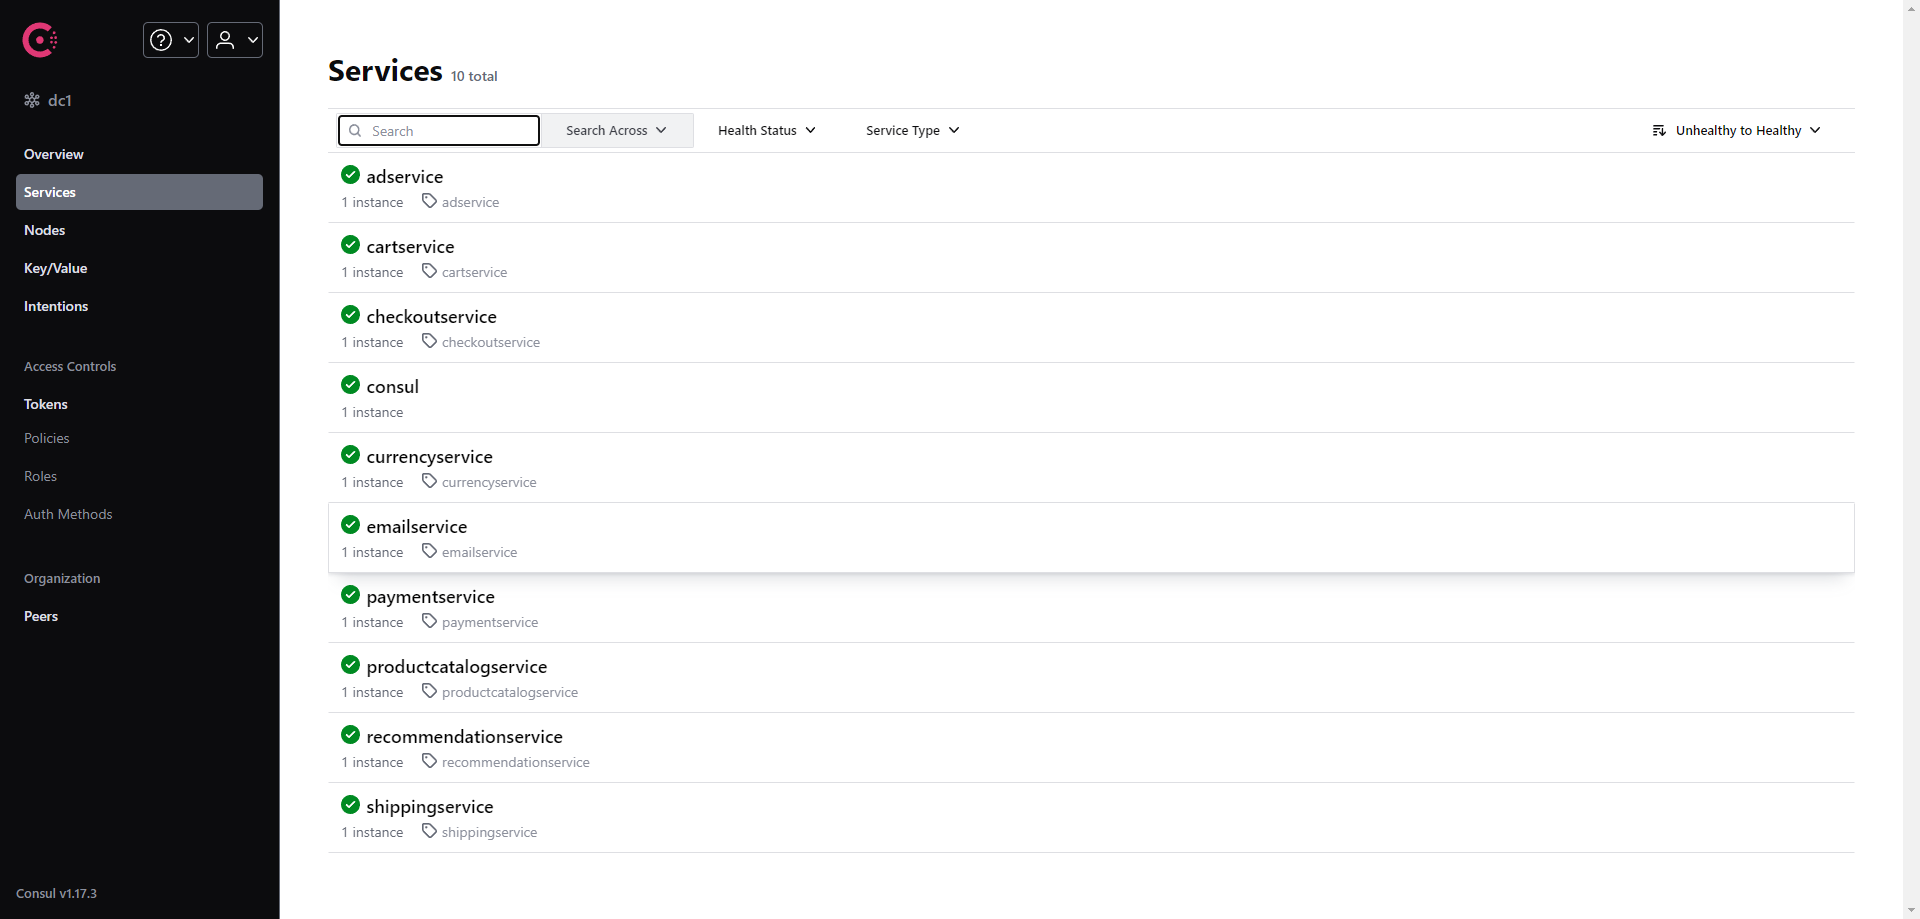 dc1
Overview
Services
Nodes
Key/Value
Intentions
Access Controls
Tokens
Policies
Roles
Auth Methods
Organization
Peers
Consul v1.17.3
Services 10 total
Search Search Across Health Status Service Type Unhealthy to Healthy
adservice
1 instance adservice
cartservice
1 instance cartservice
checkoutservice
1 instance checkoutservice
consul
1 instance
currencyservice
1 instance currencyservice
emailservice
1 instance emailservice
paymentservice
1 instance paymentservice
productcatalogservice
1 instance productcatalogservice
recommendationservice
1 instance recommendationservice
shippingservice
1 instance shippingservice